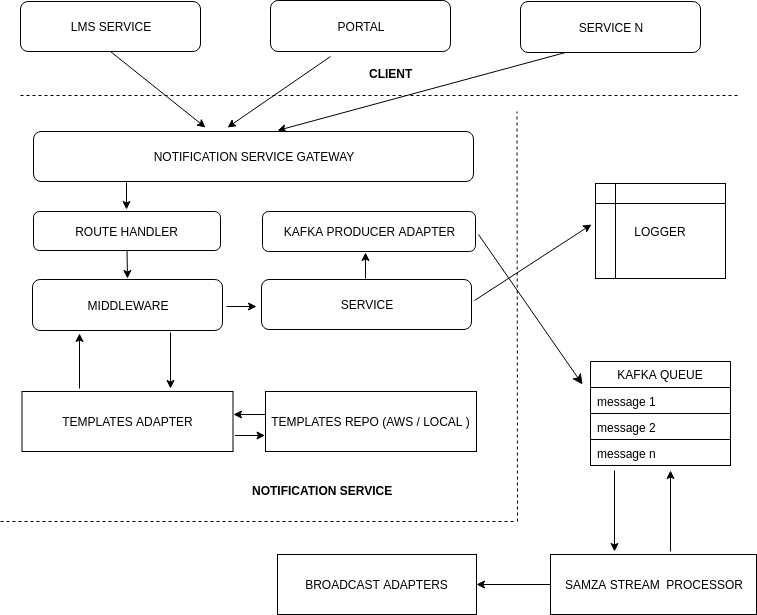 LMS SERVICE
PORTAL
SERVICE N
CLIENT
NOTIFICATION SERVICE GATEWAY
ROUTE HANDLER
KAFKA PRODUCER ADAPTER
LOGGER
MIDDLEWARE
SERVICE
KAFKA QUEUE
message 1
message 2
message n
TEMPLATES ADAPTER
TEMPLATES REPO (AWS / LOCAL )
NOTIFICATION SERVICE
BROADCAST ADAPTERS
SAMZA STREAM PROCESSOR